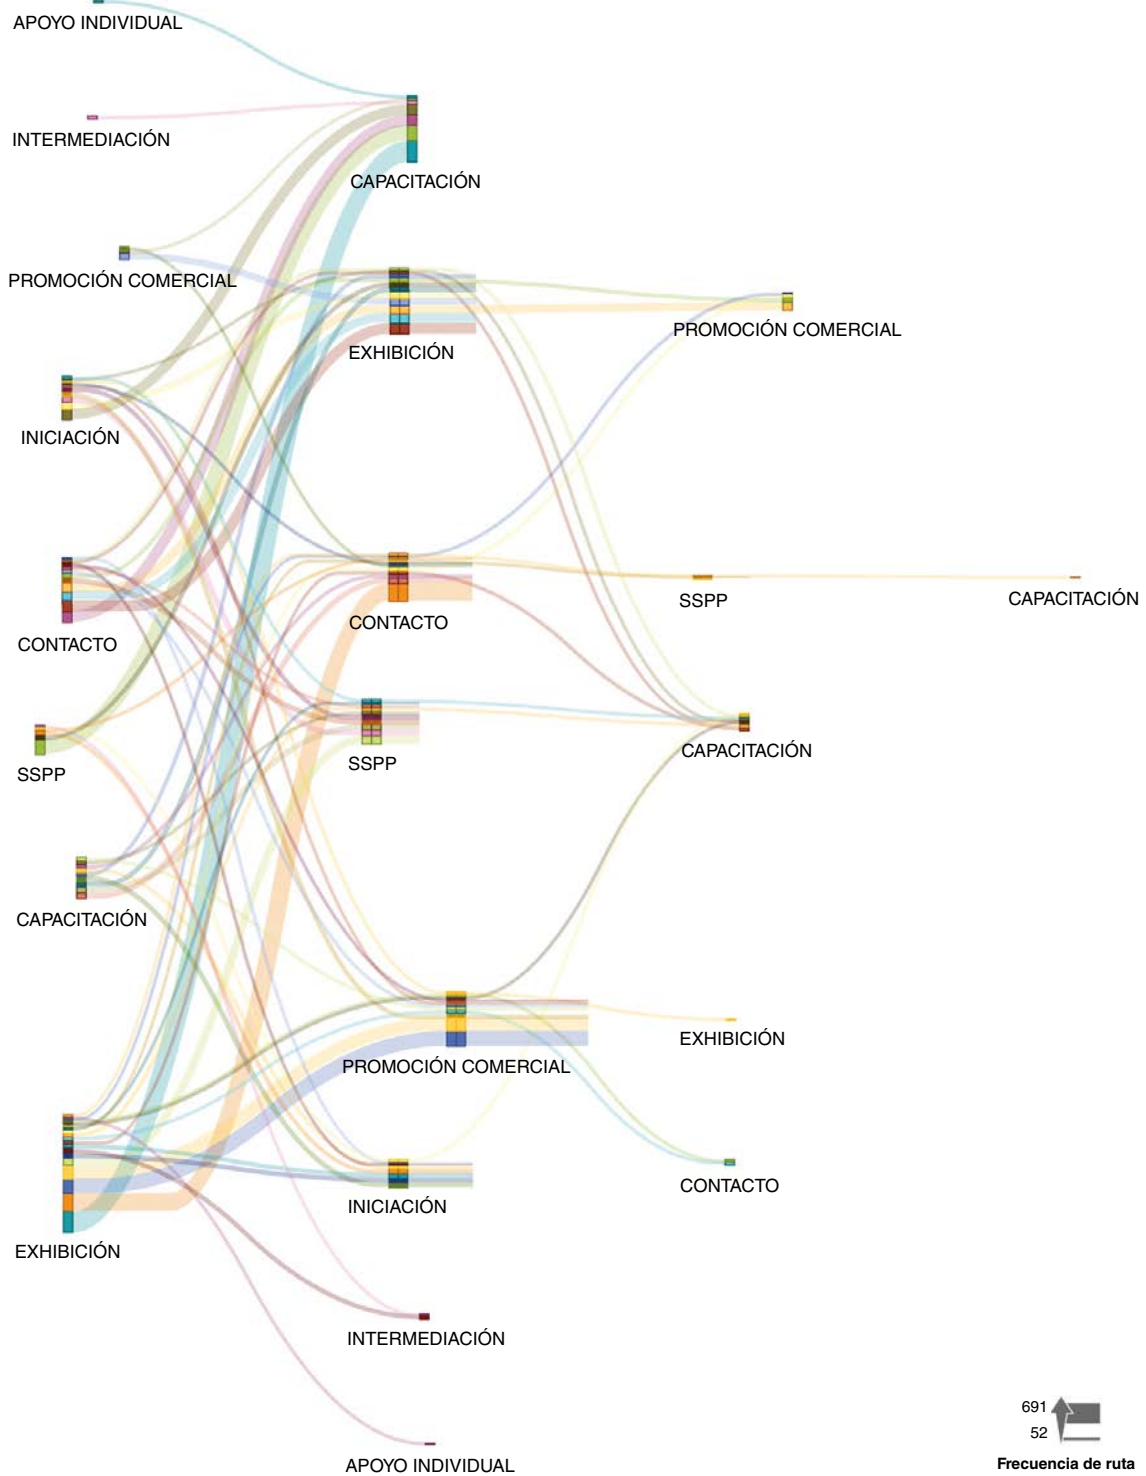 APOYO INDIVIDUAL
INTERMEDIACIÓN
CAPACITACIÓN
PROMOCIÓN COMERCIAL
PROMOCIÓN COMERCIAL
EXHIBICIÓN
INICIACIÓN
SSPP
CAPACITACIÓN
CONTACTO
CONTACTO
CAPACITACIÓN
SSPP
SSPP
CAPACITACIÓN
EXHIBICIÓN
PROMOCIÓN COMERCIAL
CONTACTO
INICIACIÓN
EXHIBICIÓN
INTERMEDIACIÓN
691
52
Frecuencia de ruta
APOYO INDIVIDUAL